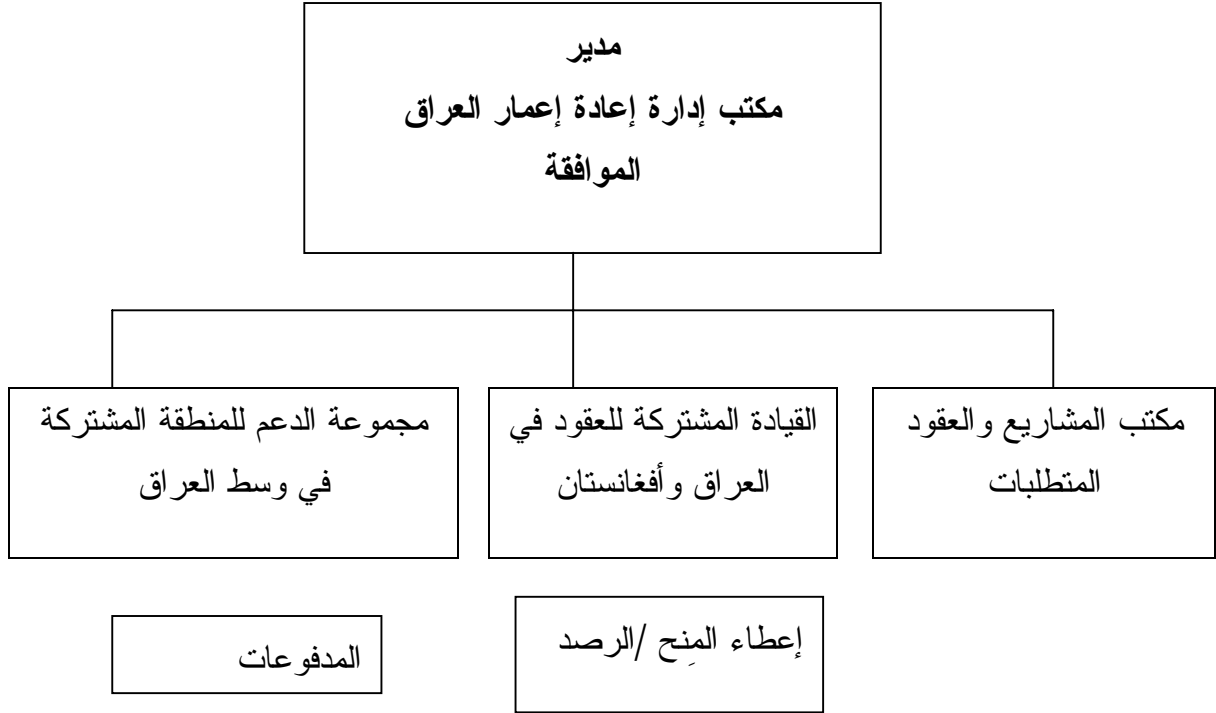 مدير
مكتب إدارة إعادة إعمار العراق
الموافقة
مكتب المشاريع والعقود
المتطلبات
القيادة المشتركة للعقود في
العراق وأفغانستان
مجموعة الدعم للمنطقة المشتركة
في وسط العراق
إعطاء المِنح /الرصد
المدفوعات